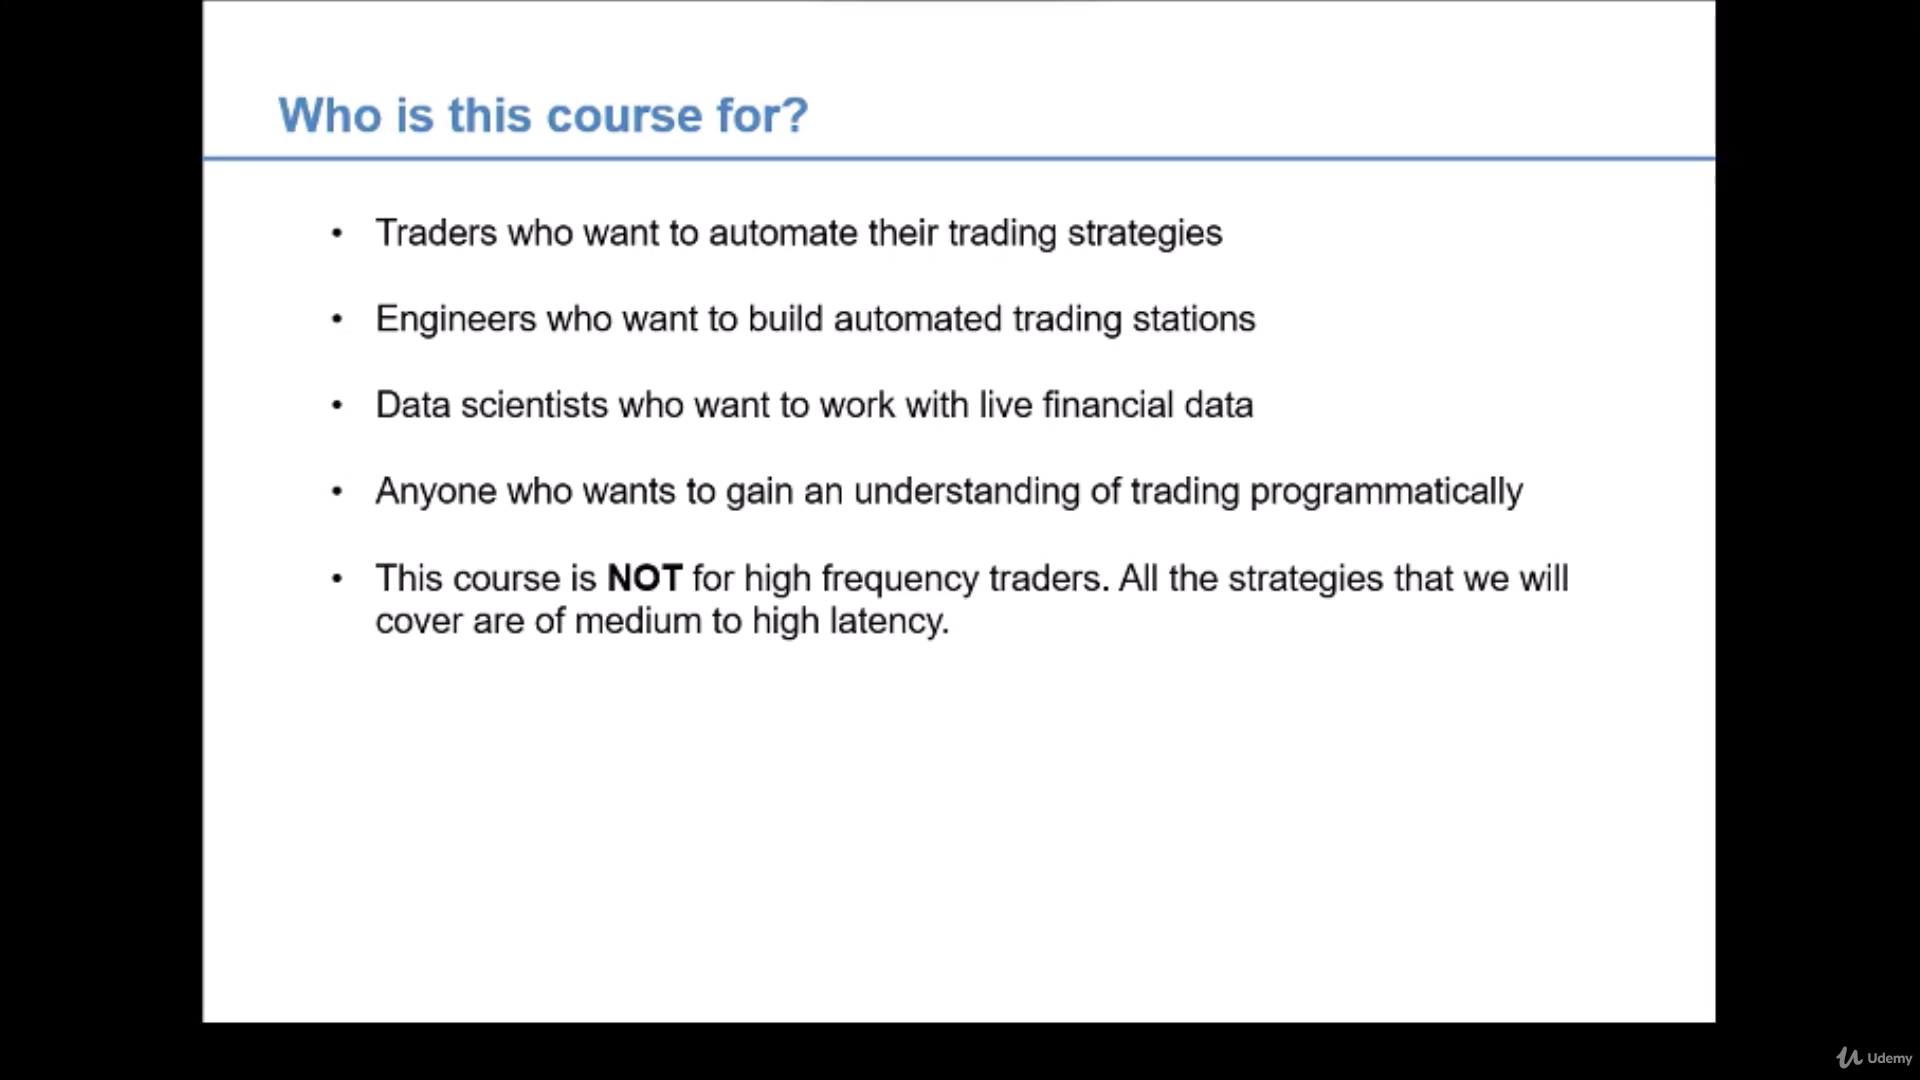 Who is this course for?
• Traders who want to automate their trading strategies
• Engineers who want to build automated trading stations
• Data scientists who want to work with live financial data
• Anyone who wants to gain an understanding of trading programmatically
• This course is NOT for high frequency traders. All the strategies that we will
cover are of medium to high latency.
Udemy